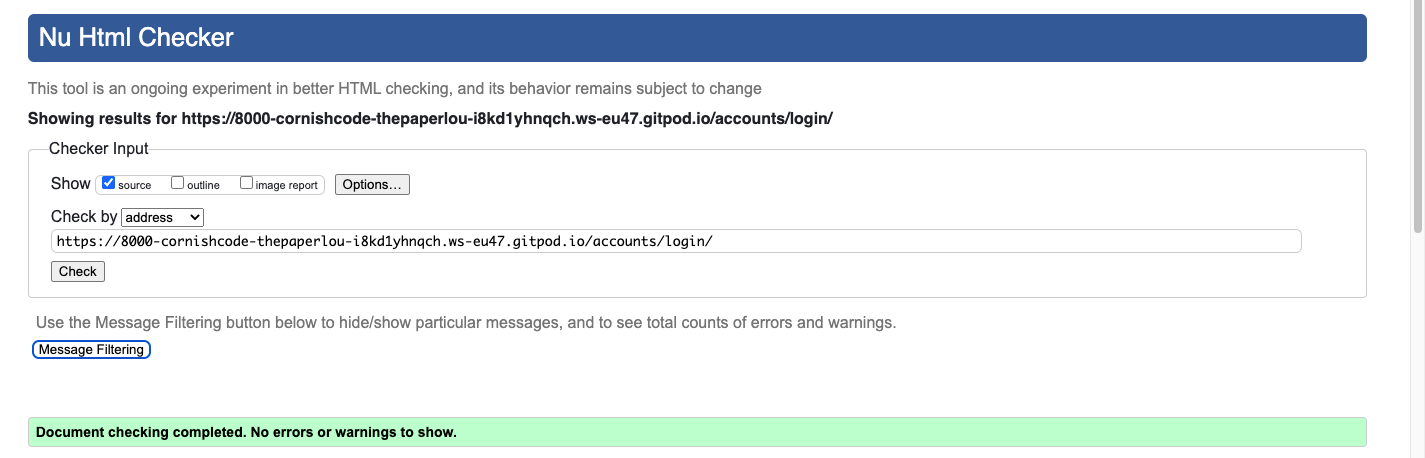 Nu Html Checker
This tool is an ongoing experiment in better HTML checking, and its behavior remains subject to change
Showing results for https://8000-cornishcode-thepaperlou-i8kd1yhnqch.ws-eu47.gitpod.io/accounts/login/
Checker Input
Show source outline image report Options...
Check by address
https://8000-cornishcode-thepaperlou-i8kd1yhnqch.ws-eu47.gitpod.io/accounts/login/
Check
Use the Message Filtering button below to hide/show particular messages, and to see total counts of errors and warnings.
Message Filtering
Document checking completed. No errors or warnings to show.